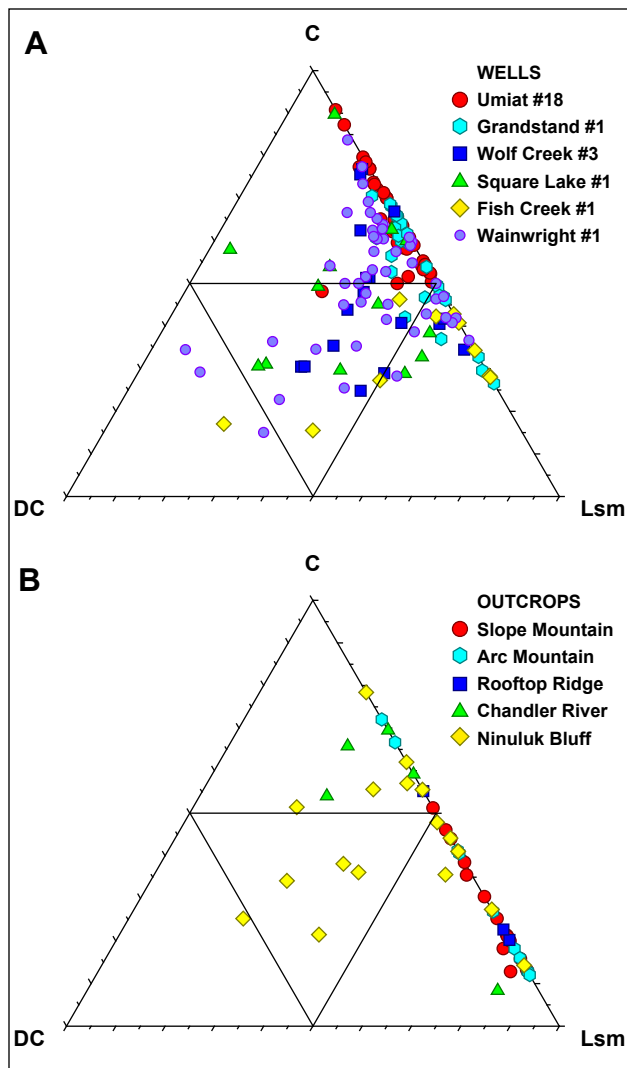 A
C
WELLS
Umiat #18
Grandstand #1
Wolf Creek #3
Square Lake #1
Fish Creek #1
Wainwright #1
DC
Lsm
B
C
OUTCROPS
Slope Mountain
Arc Mountain
Rooftop Ridge
Chandler River
Ninuluk Bluff
DC
Lsm